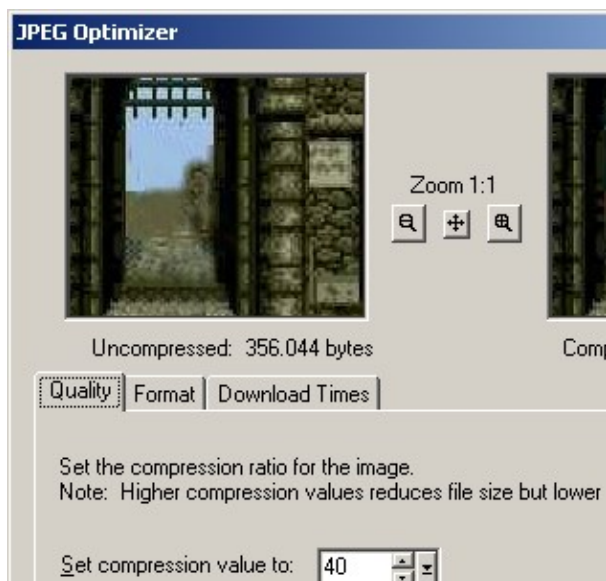 JPEG Optimizer
Zoom 1:1
Uncompressed: 356.044 bytes
Comp
Quality
Format
Download Times
Set the compression ratio for the image.
Note: Higher compression values reduces file size but lower
Set compression value to:
40